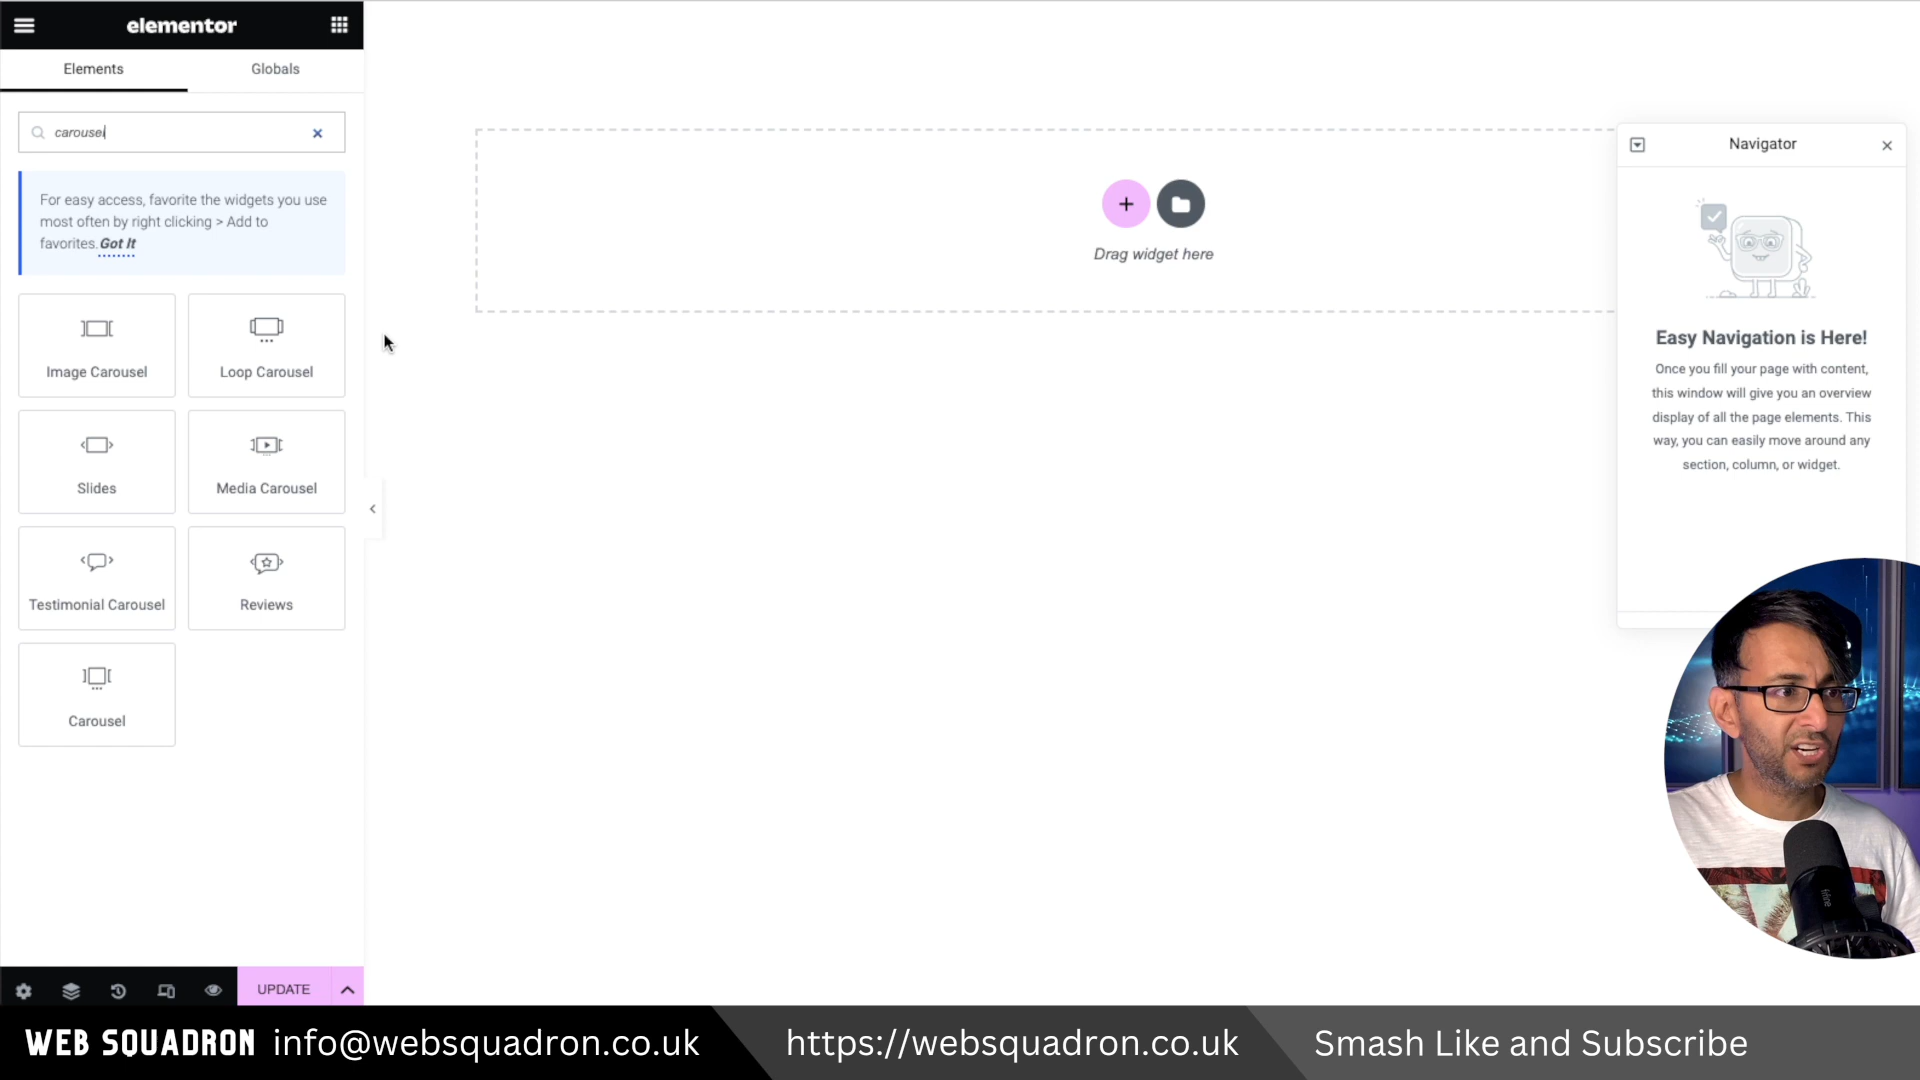 elementor
Elements
Globals
carousel
For easy access, favorite the widgets you use
most often by right clicking > Add to
favorites. Got It
Image Carousel
Loop Carousel
Slides
Media Carousel
Testimonial Carousel
Reviews
Carousel
UPDATE
Drag widget here
Navigator
Easy Navigation is Here!
Once you fill your page with content,
this window will give you an overview
display of all the page elements. This
way, you can easily move around any
section, column, or widget.
fifine
WEB SQUADRON info@websquadron.co.uk
https://websquadron.co.uk
Smash Like and Subscribe